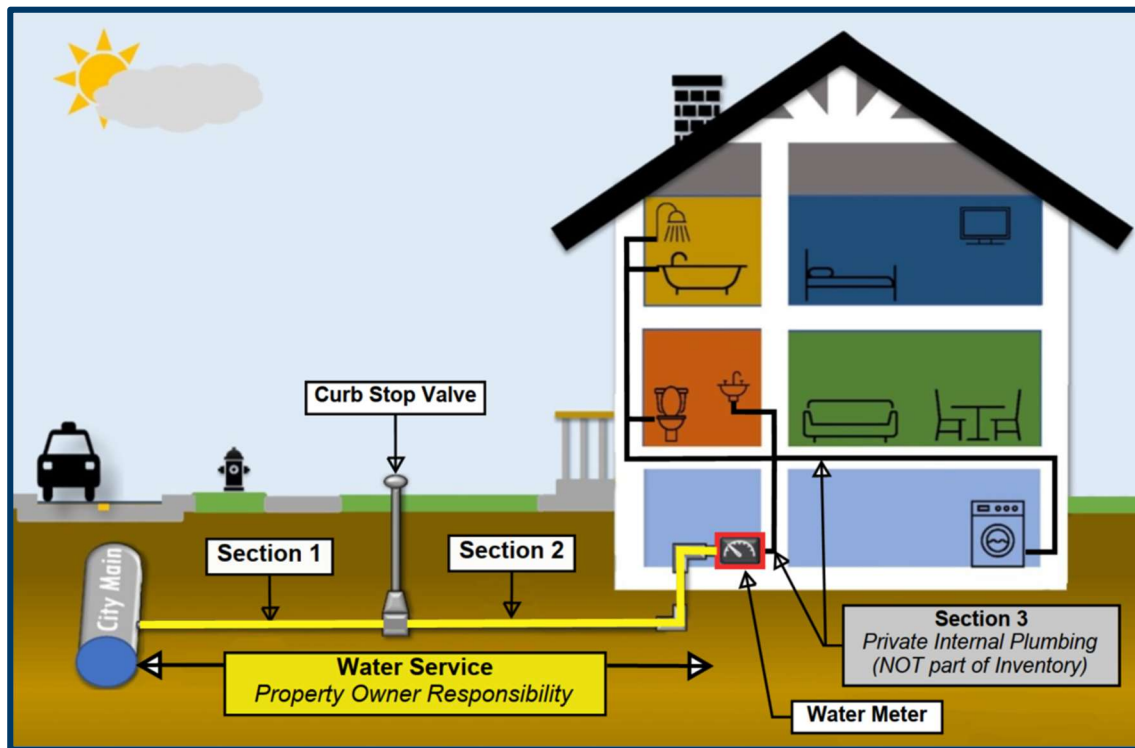 Curb Stop Valve
Section 1
Section 2
City Main
Water Service
Property Owner Responsibility
Section 3
Private Internal Plumbing
(NOT part of Inventory)
Water Meter